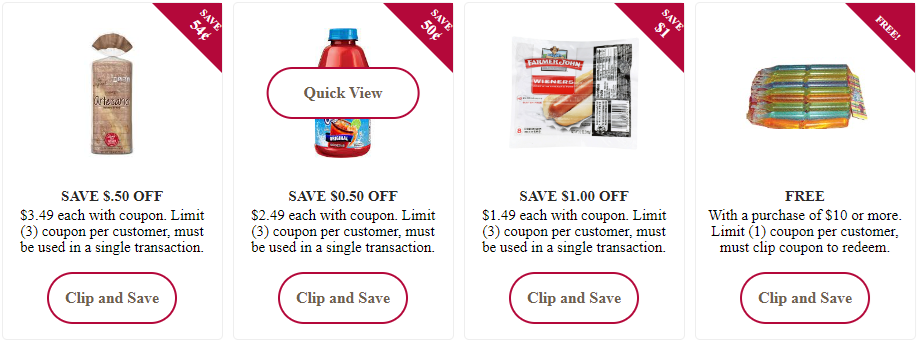 SAVE
54¢
Artesano
SAVE $.50 OFF
$3.49 each with coupon. Limit
(3) coupon per customer, must
be used in a single transaction.
Clip and Save
SAVE
50¢
Quick View
ORIGINAL
SAVE $0.50 OFF
$2.49 each with coupon. Limit
(3) coupon per customer, must
be used in a single transaction.
Clip and Save
SAVE
$1
FARMER JOHN
WIENERS
SAVE $1.00 OFF
$1.49 each with coupon. Limit
(3) coupon per customer, must
be used in a single transaction.
Clip and Save
FREE!
FREE
With a purchase of $10 or more.
Limit (1) coupon per customer,
must clip coupon to redeem.
Clip and Save